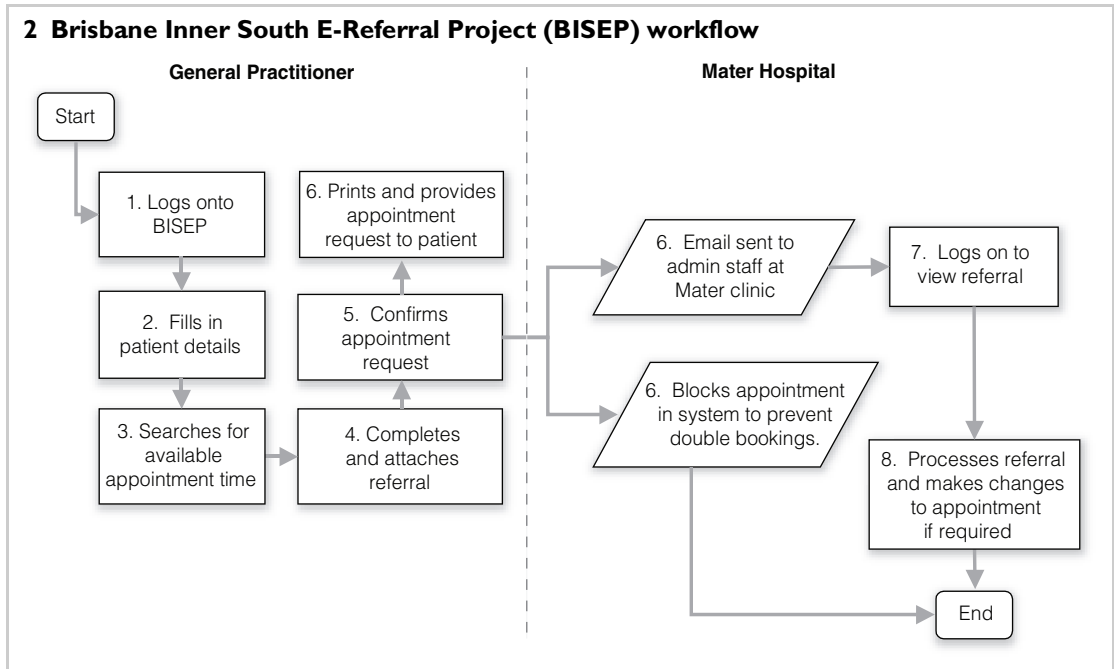 2 Brisbane Inner South E-Referral Project (BISEP) workflow
General Practitioner
Mater Hospital
Start
1. Logs onto
BISEP
2. Fills in
patient details
3. Searches for
available
appointment time
4. Completes
and attaches
referral
5. Confirms
appointment
request
6. Prints and provides
appointment
request to patient
6. Email sent to
admin staff at
Mater clinic
6. Blocks appointment
in system to prevent
double bookings.
7. Logs on to
view referral
8. Processes referral
and makes changes
to appointment
if required
End